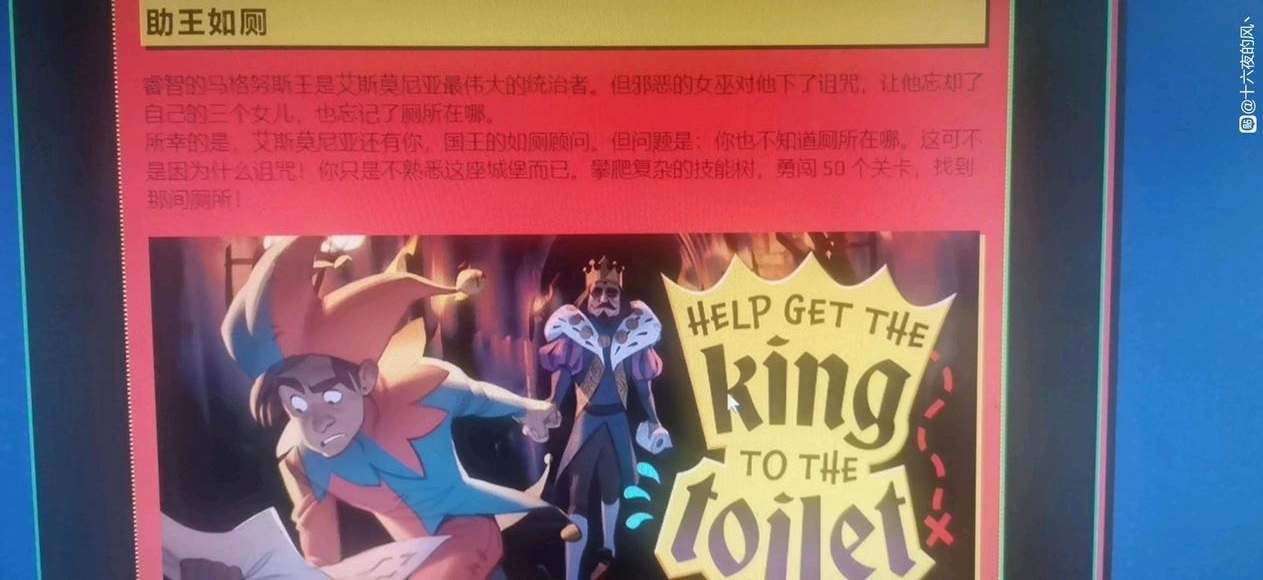 助王如厕
睿智的马格努斯王是艾斯莫尼亚最伟大的统治者。但邪恶的女巫对他下了诅咒，让他忘却了
自己的三个女儿，也忘记了厕所在哪。
所幸的是，艾斯莫尼亚还有你，国王的如厕顾问。但问题是：你也不知道厕所在哪。这可不
是因为什么诅咒！你只是不熟悉这座城堡而已。攀爬复杂的技能树，勇闯 50 个关卡，找到
那间厕所！
HELP GET THE
king
TO THE
toilet
贴@十六夜的风丶